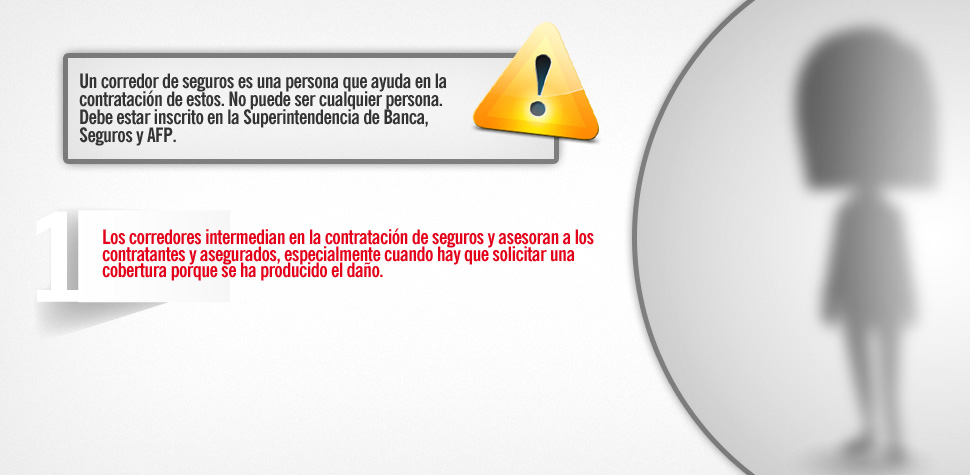 Un corredor de seguros es una persona que ayuda en la
contratación de estos. No puede ser cualquier persona.
Debe estar inscrito en la Superintendencia de Banca,
Seguros y AFP.
!
1
Los corredores intermedian en la contratación de seguros y asesoran a los
contratantes y asegurados, especialmente cuando hay que solicitar una
cobertura porque se ha producido el daño.